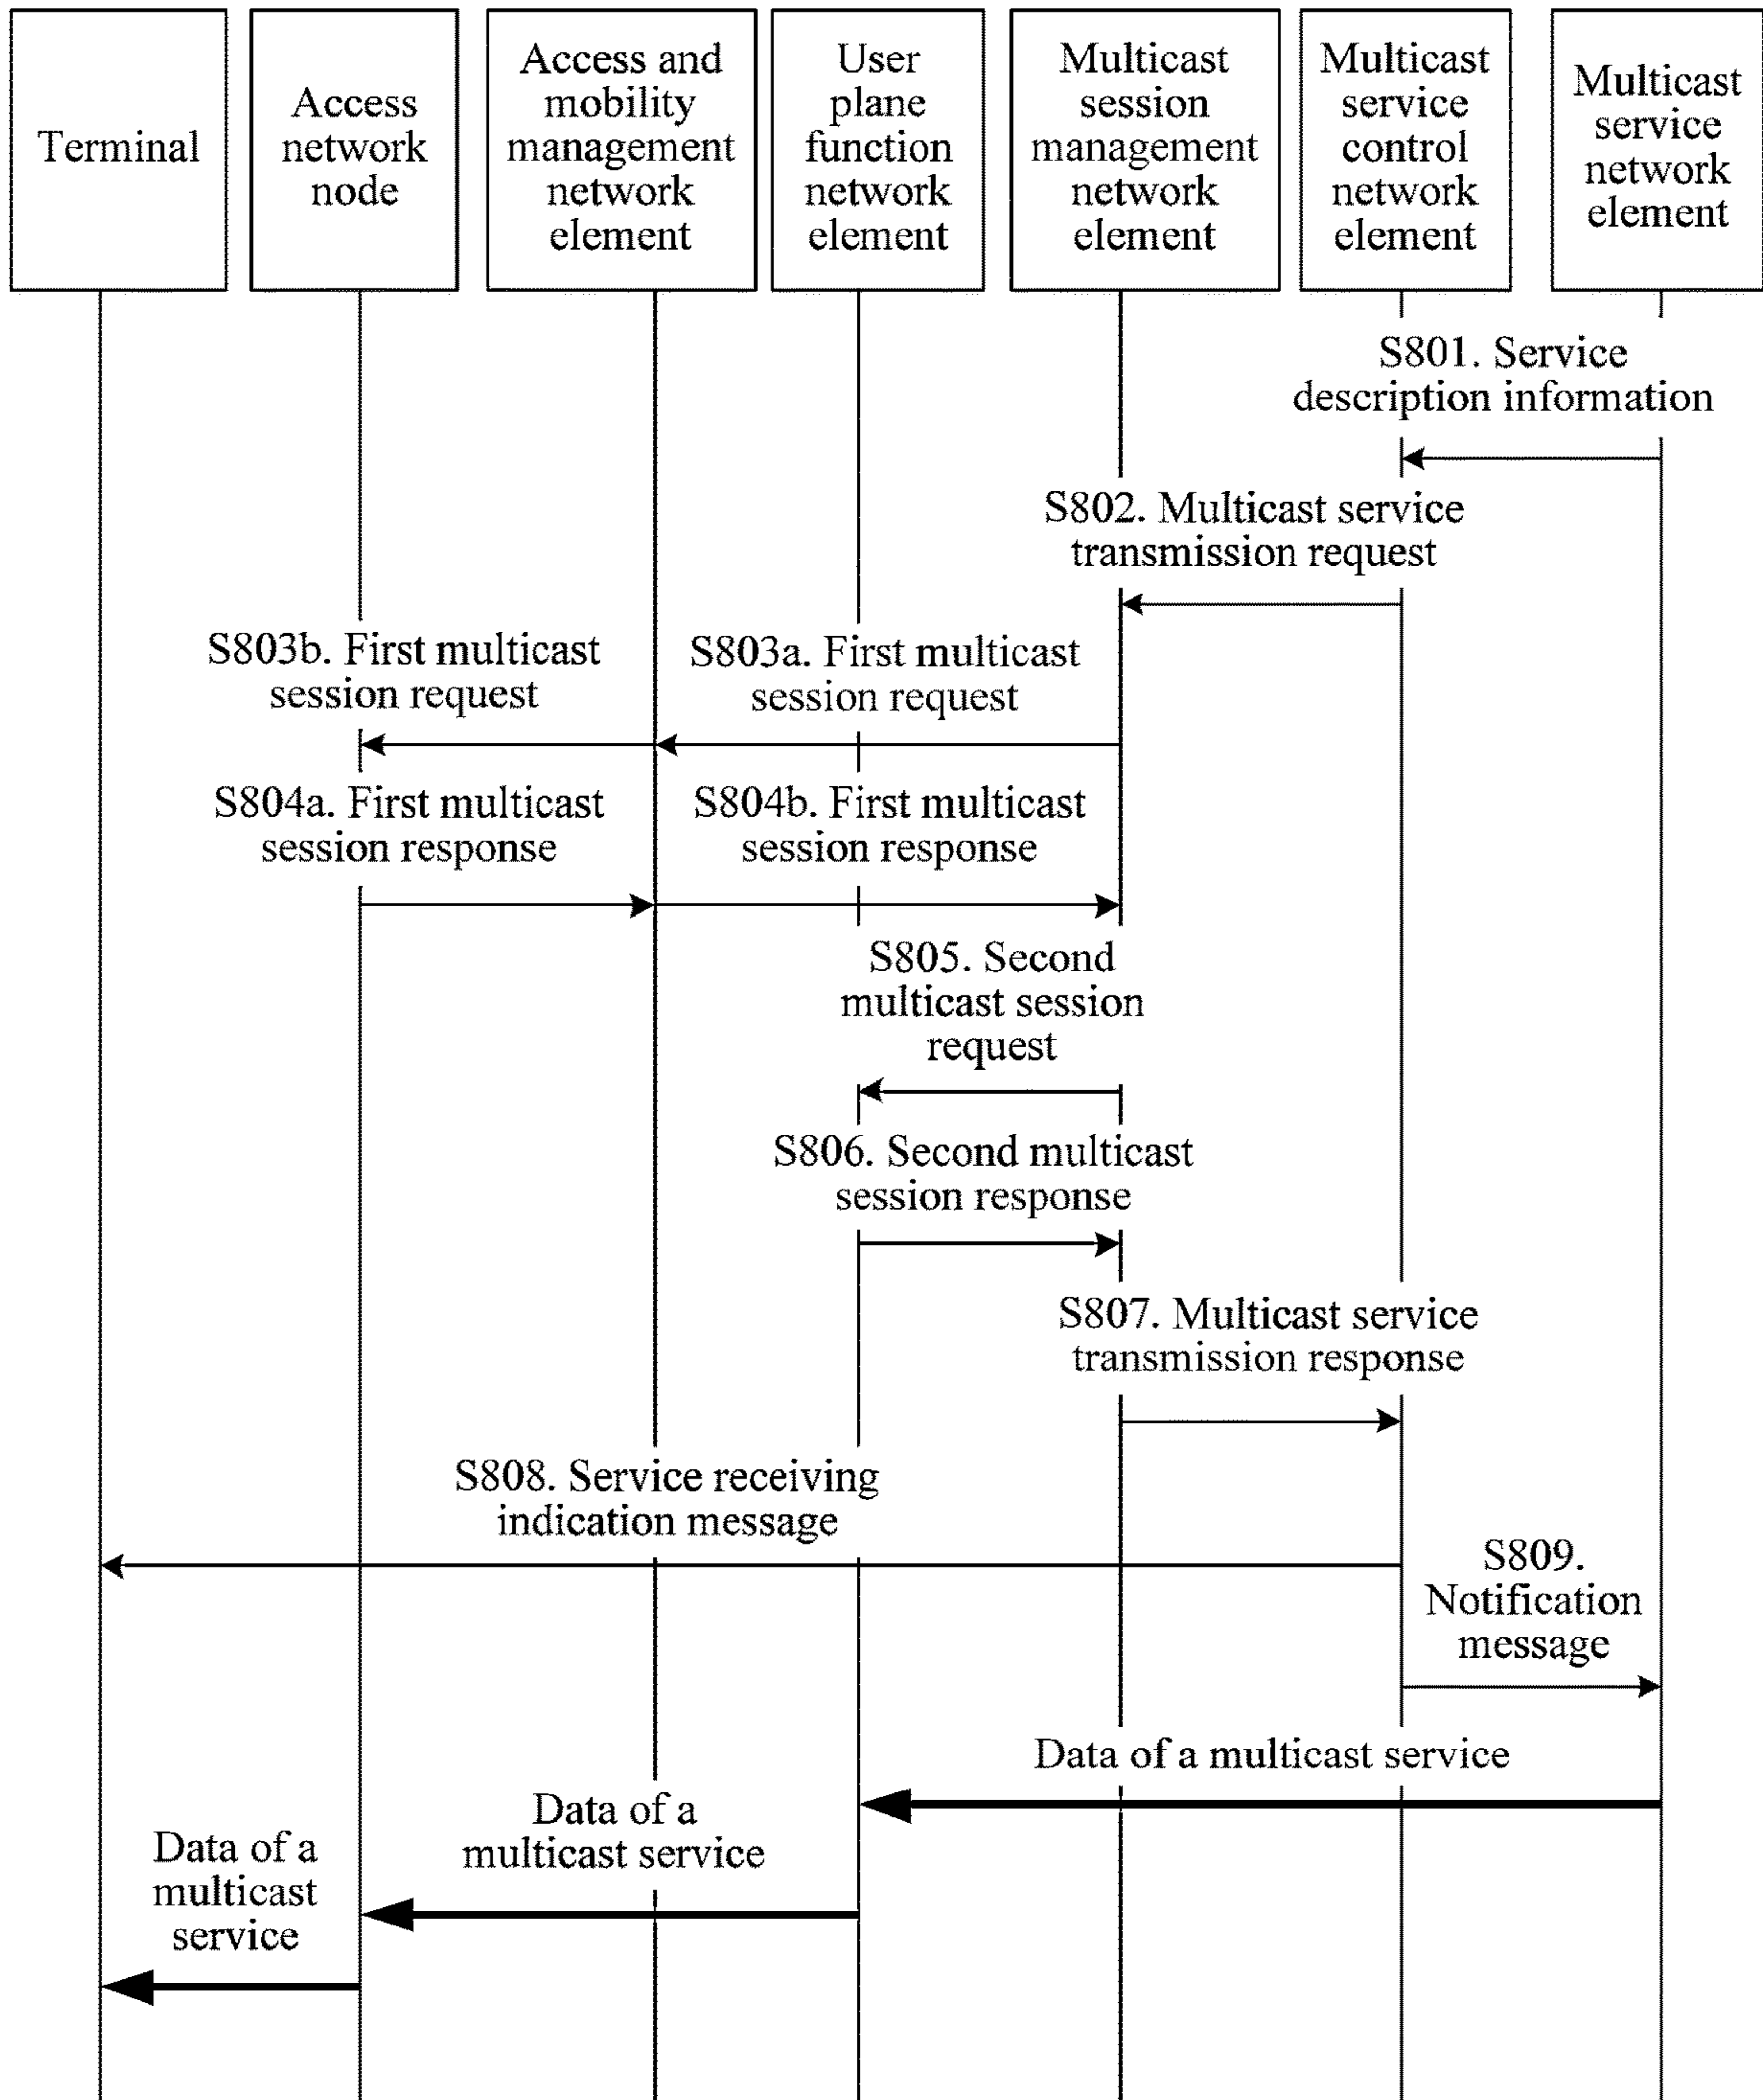 Terminal
Access
network
node
Access and
mobility
management
network
element
User
plane
function
network
element
Multicast
session
management
network
element
Multicast
service
control
network
element
Multicast
service
network
element
S801. Service
description information
S802. Multicast service
transmission request
S803b. First multicast
session request
S803a. First multicast
session request
S804a. First multicast
session response
S804b. First multicast
session response
S805. Second
multicast session
request
S806. Second multicast
session response
S807. Multicast service
transmission response
S808. Service receiving
indication message
S809.
Notification
message
Data of a multicast service
Data of a
multicast service
Data of a
multicast
service